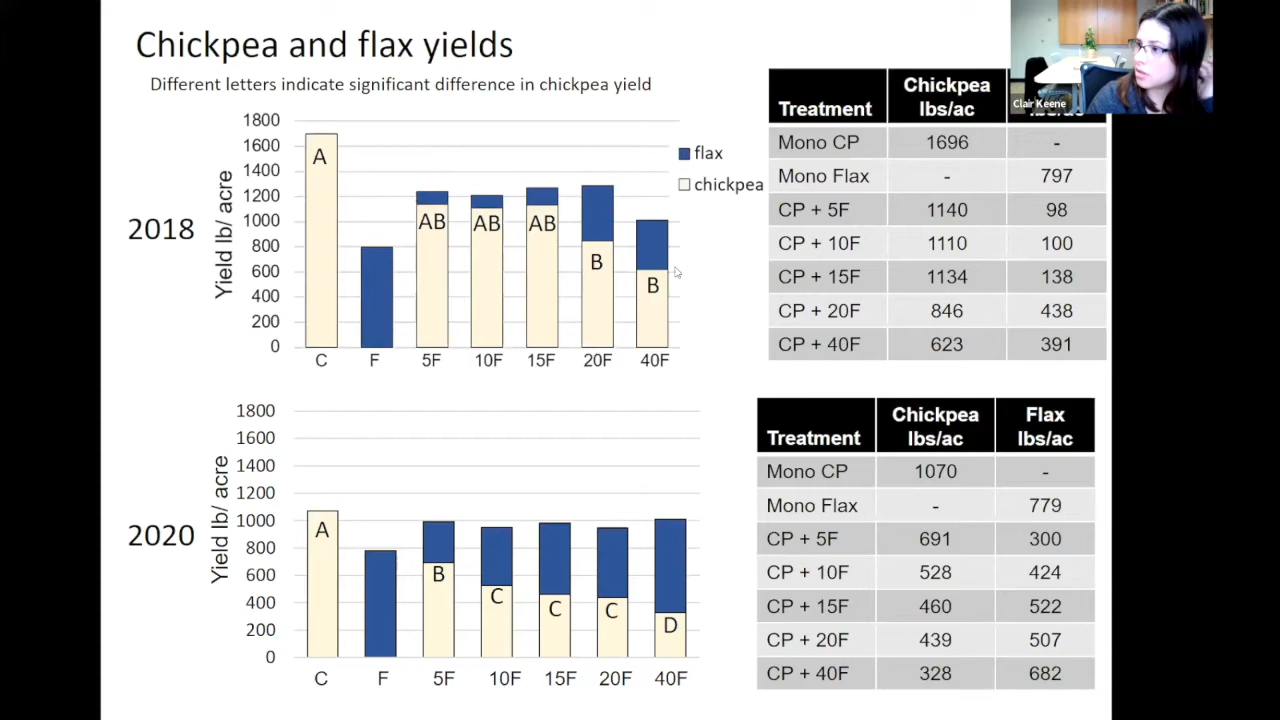 Chickpea and flax yields
Different letters indicate significant difference in chickpea yield
Clair Keene
2018
Yield lb/ acre
1800
1600
1400
1200
1000
800
600
400
200
0
A
AB
AB
AB
B
B
C
F
5F
10F
15F
20F
40F
flax
chickpea
Treatment Chickpea lbs/ac
Mono CP 1696 -
Mono Flax - 797
CP + 5F 1140 98
CP + 10F 1110 100
CP + 15F 1134 138
CP + 20F 846 438
CP + 40F 623 391
2020
Yield lb/ acre
1800
1600
1400
1200
1000
800
600
400
200
0
A
B
C
C
C
D
C
F
5F
10F
15F
20F
40F
Chickpea Flax
Treatment lbs/ac lbs/ac
Mono CP 1070 -
Mono Flax - 779
CP + 5F 691 300
CP + 10F 528 424
CP + 15F 460 522
CP + 20F 439 507
CP + 40F 328 682